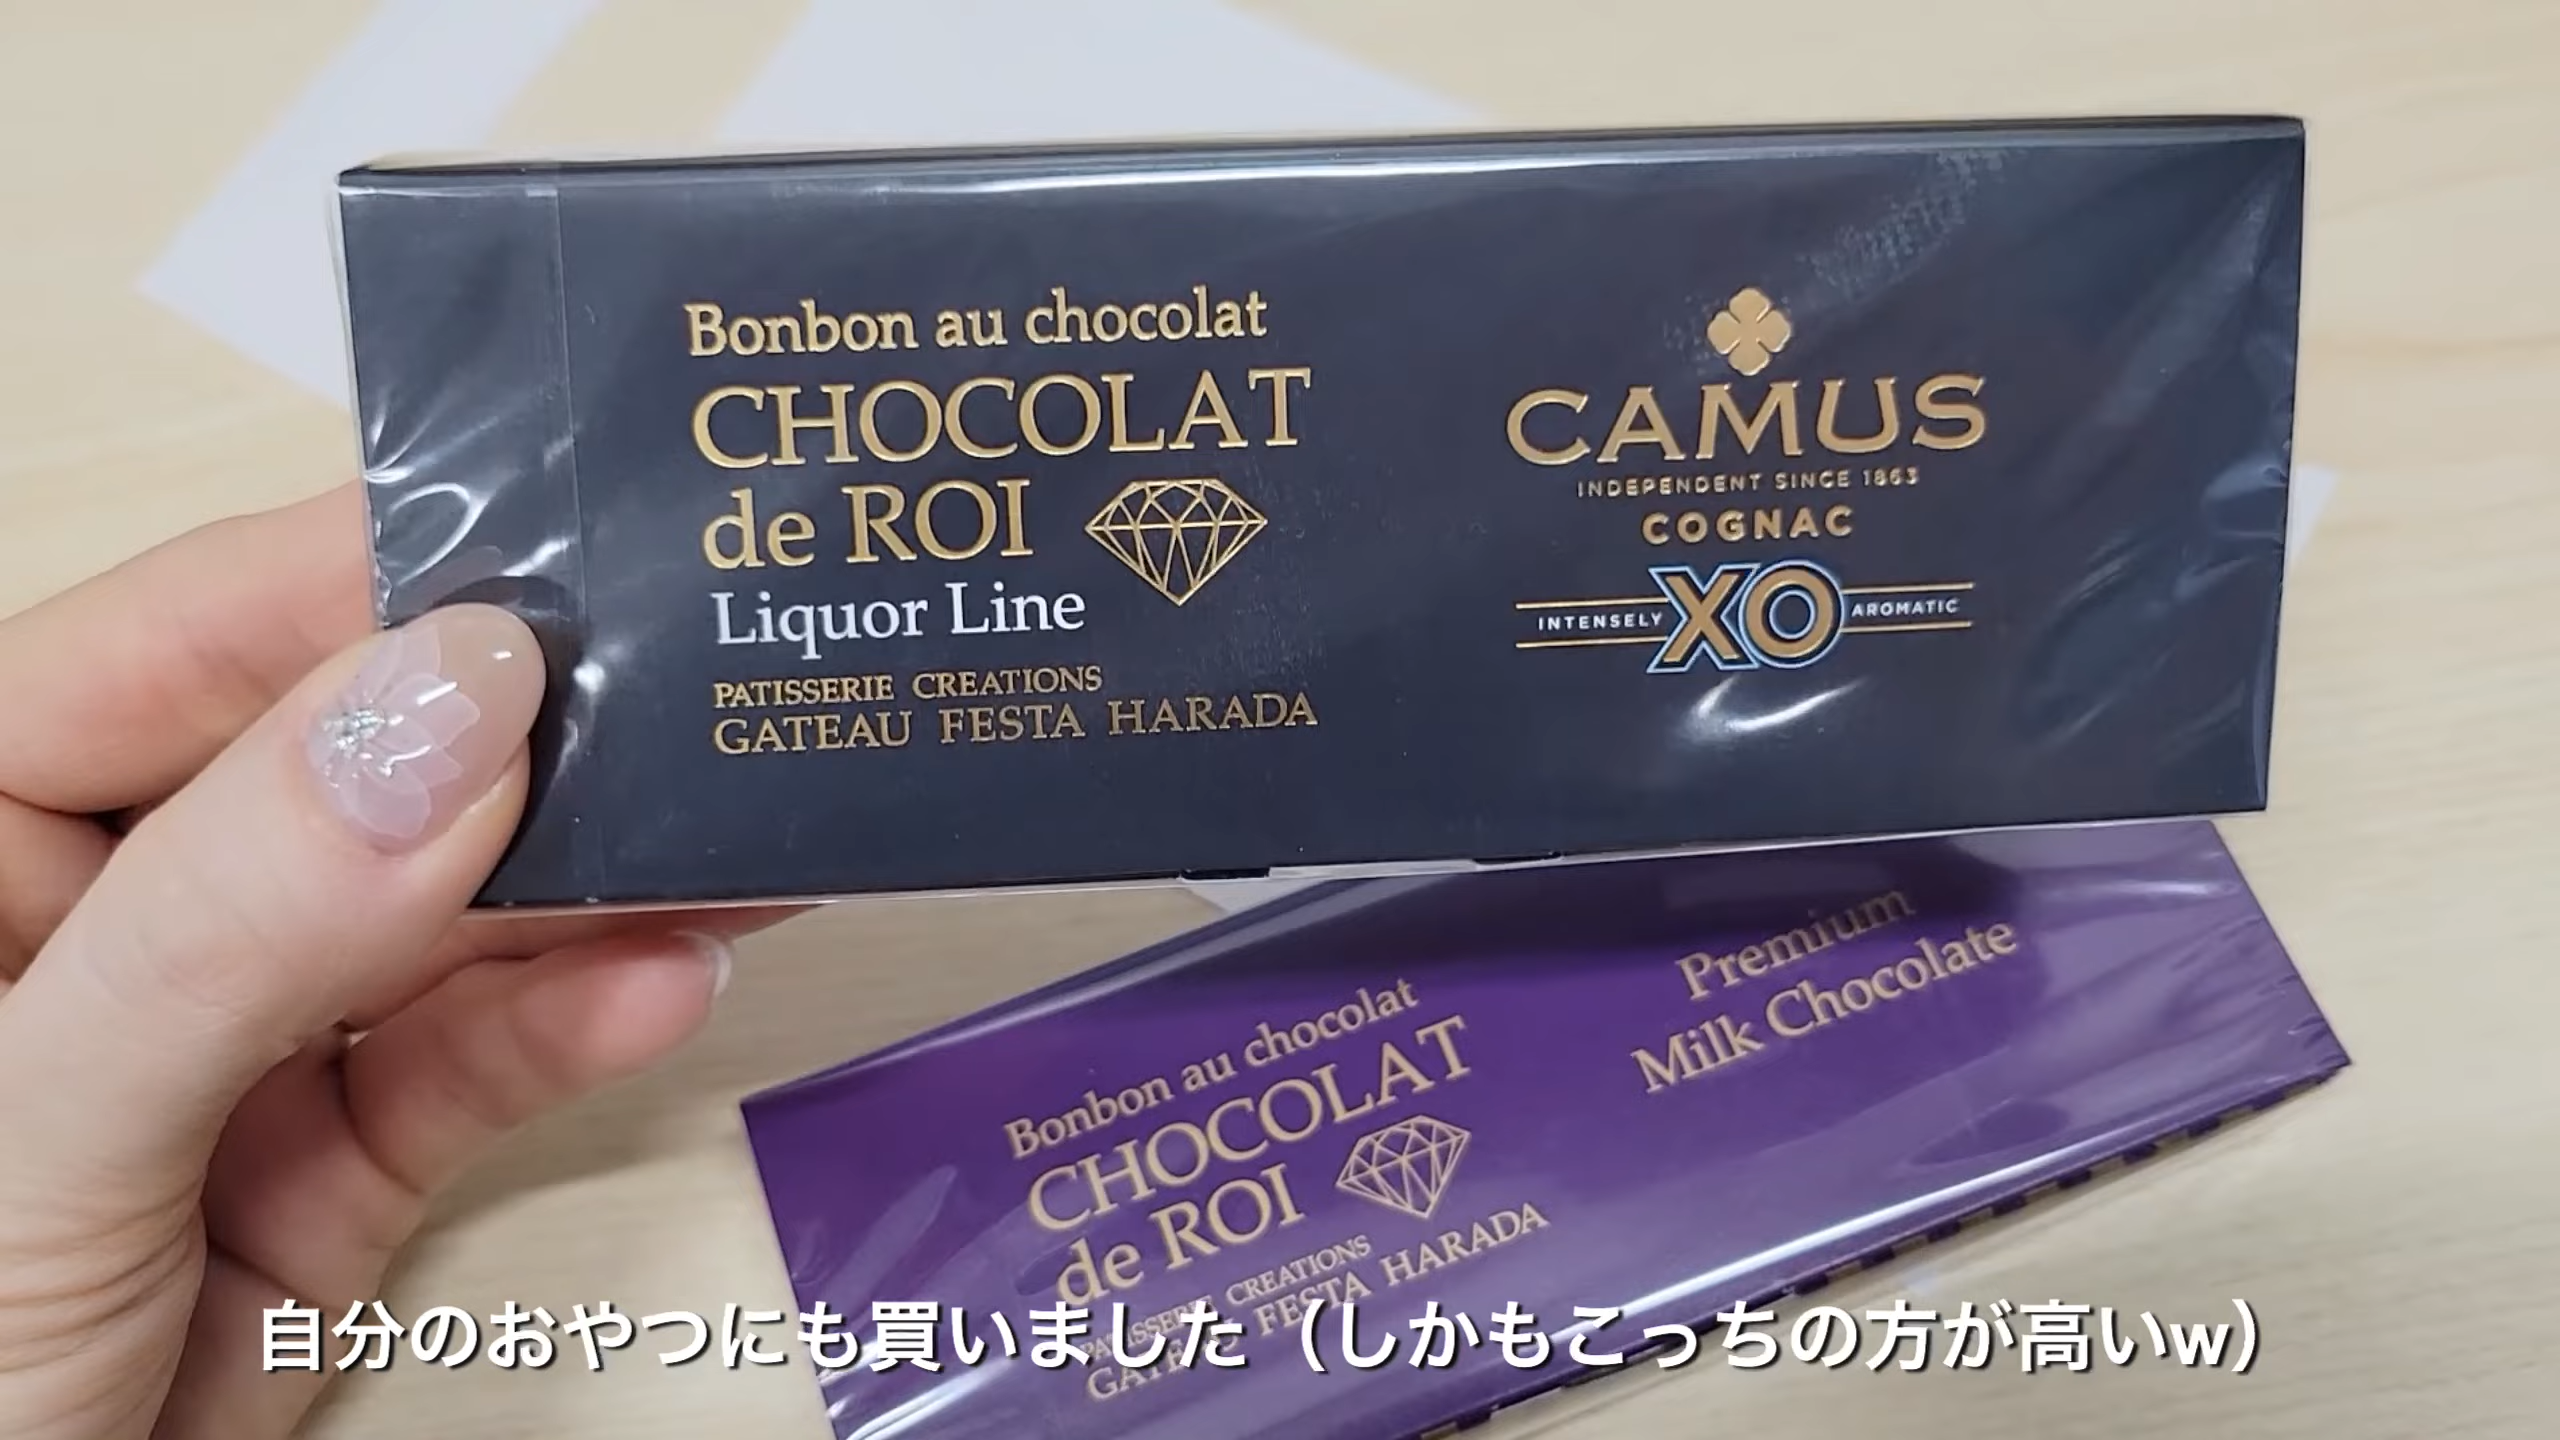 Bonbon au chocolat
CHOCOLAT
de ROI
Liquor Line
PATISSERIE CREATIONS
GATEAU FESTA HARADA
CAMUS
INDEPENDENT SINCE 1863
COGNAC
INTENSELY XO AROMATIC
Premium
Milk Chocolate
Bonbon au chocolat
CHOCOLAT
de ROI
PATISSERIE CREATIONS
GATEAU FESTA HARADA
自分のおやつにも買いました（しかもこっちの方が高いw）